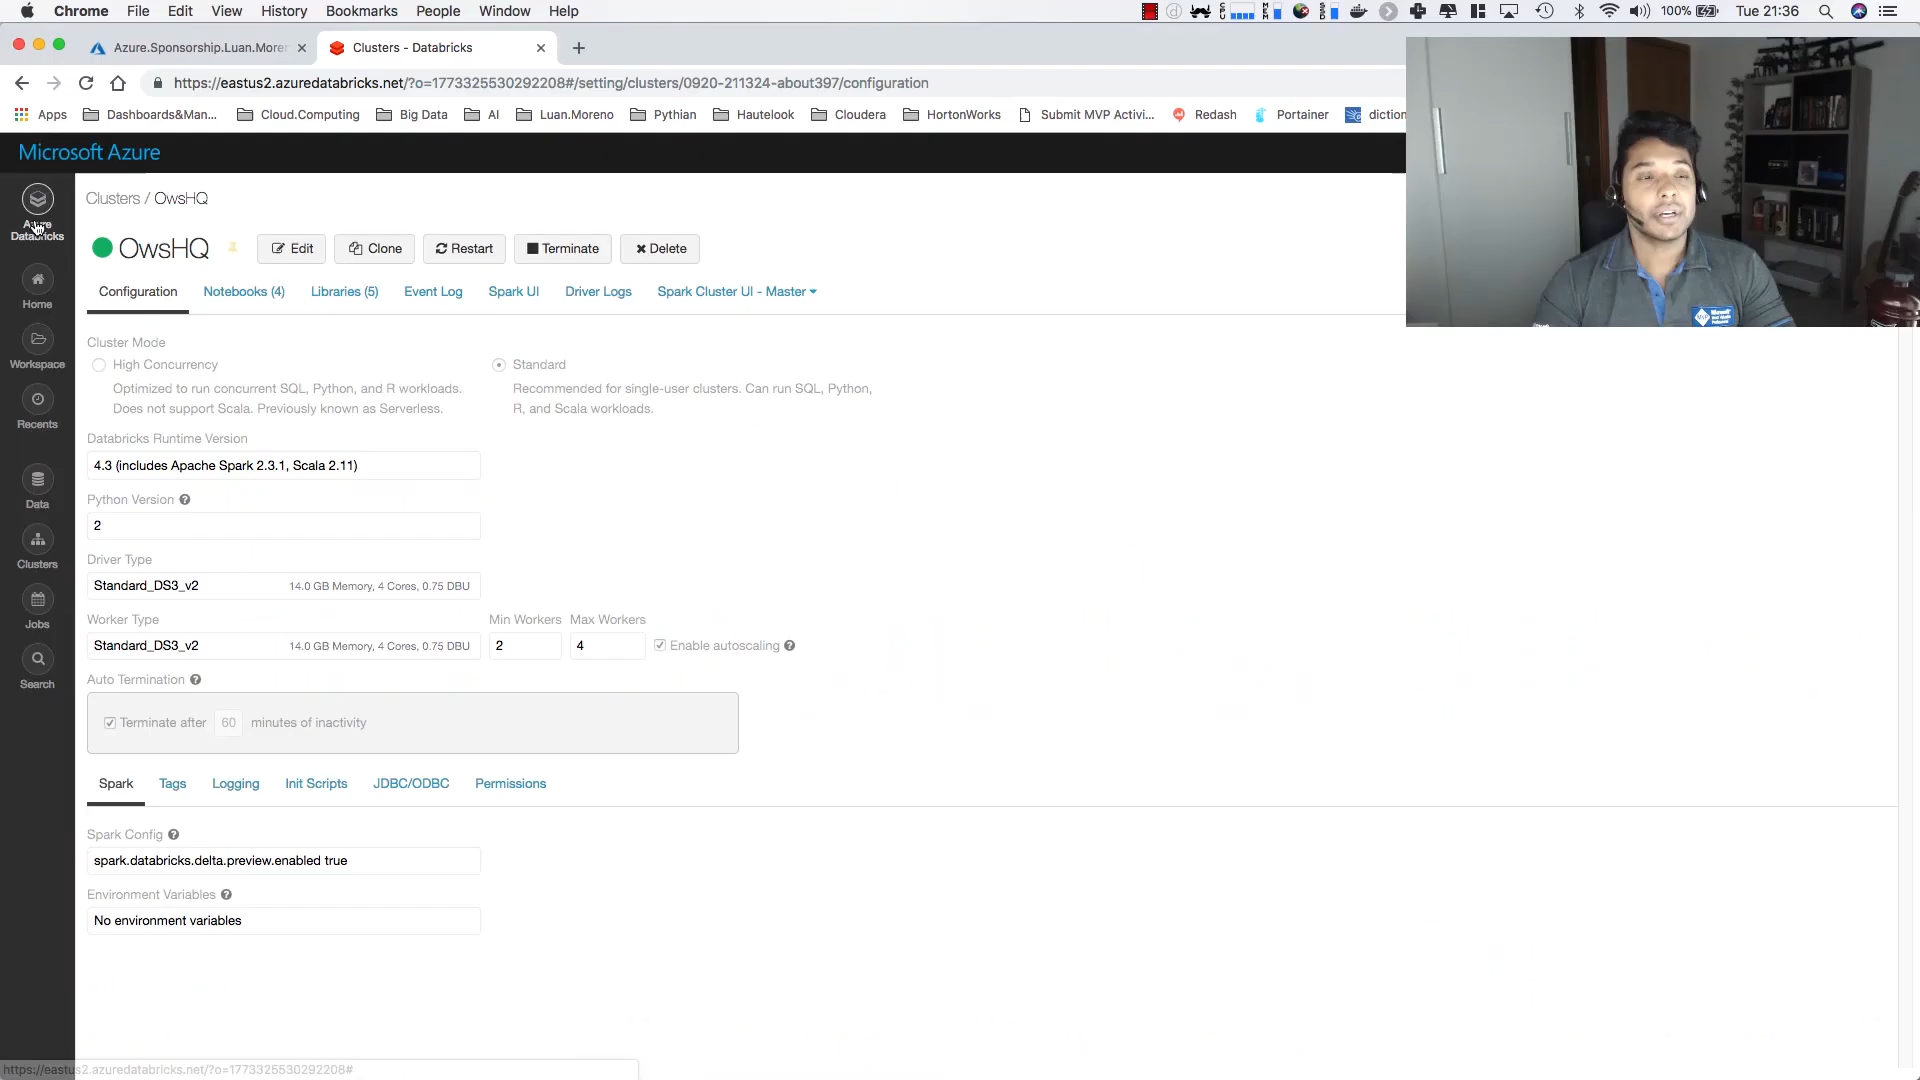 Chrome File Edit View History Bookmarks People Window Help 100% Tue 21:36
Azure.Sponsorship.Luan.More Clusters - Databricks
https://eastus2.azuredatabricks.net/?o=1773325530292208#/setting/clusters/0920-211324-about397/configuration
Apps Dashboards&Man... Cloud.Computing Big Data AI Luan.Moreno Pythian Hautelook Cloudera HortonWorks Submit MVP Activi... Redash Portainer diction
Microsoft Azure
Azure Databricks
Home
Workspace
Recents
Data
Clusters
Jobs
Search
Clusters / OwsHQ
OwsHQ Edit Clone Restart Terminate Delete
Configuration Notebooks (4) Libraries (5) Event Log Spark UI Driver Logs Spark Cluster UI - Master
Cluster Mode
High Concurrency
Optimized to run concurrent SQL, Python, and R workloads.
Does not support Scala. Previously known as Serverless.
Standard
Recommended for single-user clusters. Can run SQL, Python,
R, and Scala workloads.
Databricks Runtime Version
4.3 (includes Apache Spark 2.3.1, Scala 2.11)
Python Version
2
Driver Type
Standard_DS3_v2 14.0 GB Memory, 4 Cores, 0.75 DBU
Worker Type Min Workers Max Workers
Standard_DS3_v2 14.0 GB Memory, 4 Cores, 0.75 DBU 2 4 Enable autoscaling
Auto Termination
Terminate after 60 minutes of inactivity
Spark Tags Logging Init Scripts JDBC/ODBC Permissions
Spark Config
spark.databricks.delta.preview.enabled true
Environment Variables
No environment variables
https://eastus2.azuredatabricks.net/?o=1773325530292208#
Microsoft
MVP